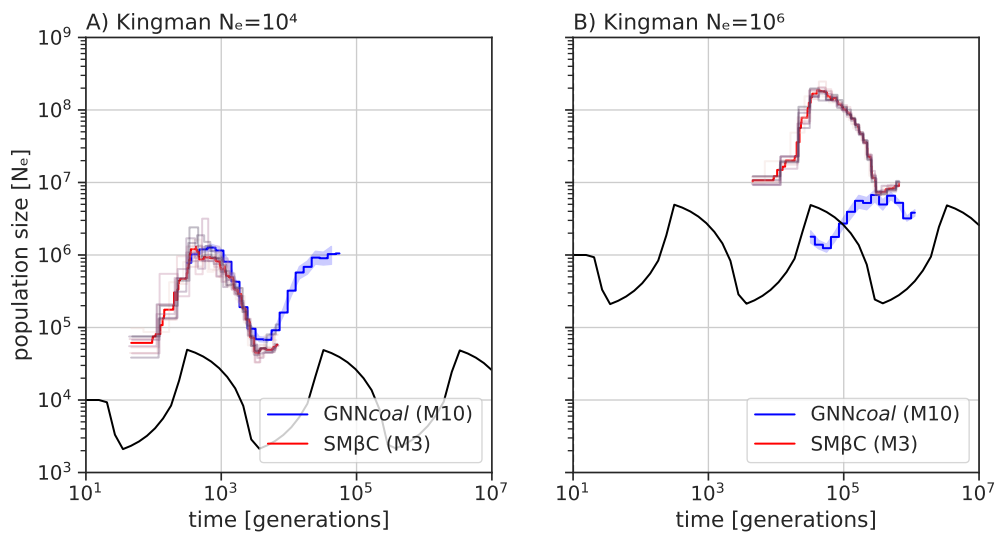 A) Kingman Nₑ=10⁴
B) Kingman Nₑ=10⁶
population size [Nₑ]
10⁹
10⁸
10⁷
10⁶
10⁵
10⁴
10³
GNNcoal (M10)
SMβC (M3)
10¹
10³
10⁵
10⁷
time [generations]
GNNcoal (M10)
SMβC (M3)
10¹
10³
10⁵
10⁷
time [generations]